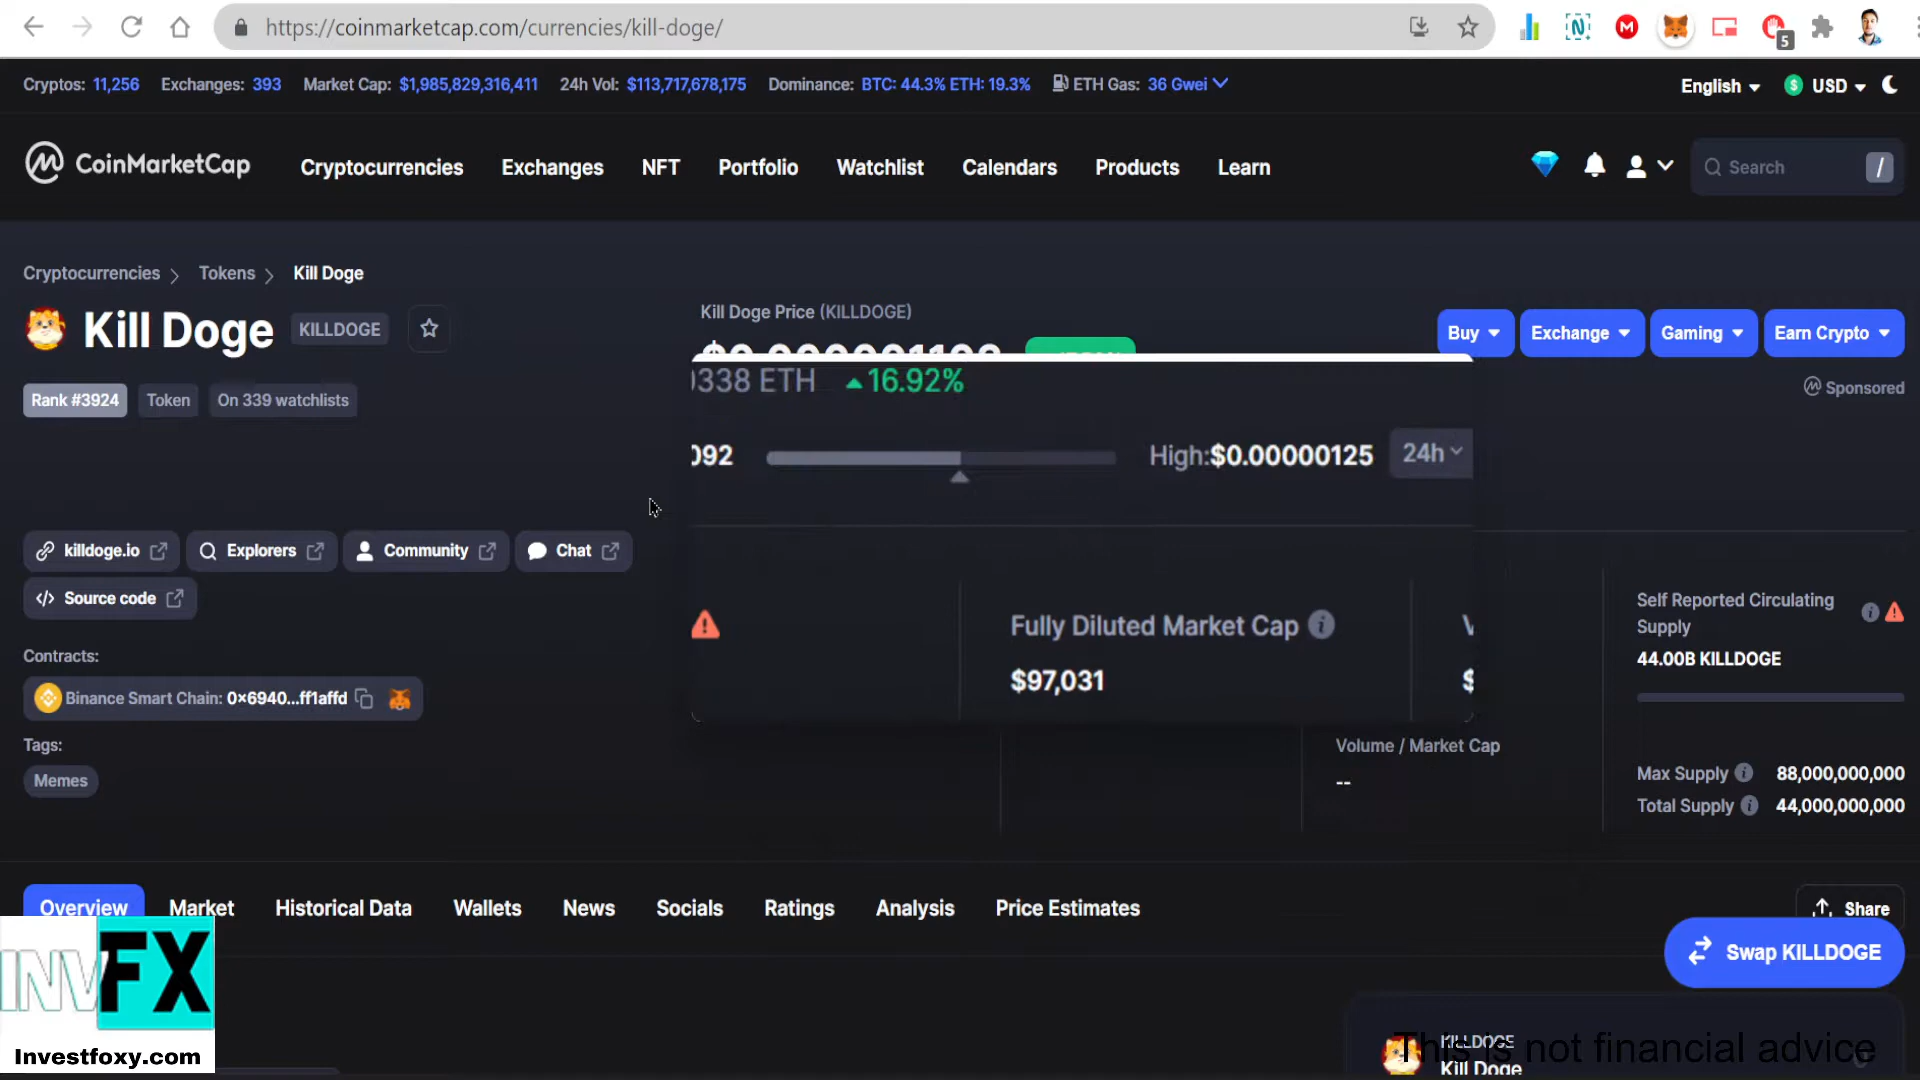 https://coinmarketcap.com/currencies/kill-doge/
5
Cryptos: 11,256 Exchanges: 393 Market Cap: $1,985,829,316,411 24h Vol: $113,717,678,175 Dominance: BTC: 44.3% ETH: 19.3% ETH Gas: 36 Gwei
English USD
CoinMarketCap Cryptocurrencies Exchanges NFT Portfolio Watchlist Calendars Products Learn
Search /
Cryptocurrencies > Tokens > Kill Doge
Kill Doge KILLDOGE
Rank #3924 Token On 339 watchlists
Kill Doge Price (KILLDOGE)
Buy Exchange Gaming Earn Crypto
Sponsored
0338 ETH 16.92%
092 High:$0.00000125 24h
killdoge.io Explorers Community Chat
Source code
Contracts:
Binance Smart Chain: 0x6940...ff1affd
Tags:
Memes
Fully Diluted Market Cap
$97,031
V
$
Volume / Market Cap
--
Self Reported Circulating
Supply
44.00B KILLDOGE
Max Supply 88,000,000,000
Total Supply 44,000,000,000
Overview Market Historical Data Wallets News Socials Ratings Analysis Price Estimates
Share
Swap KILLDOGE
INV FX
Investfoxy.com
KILLDOGE
Kill Doge
This is not financial advice